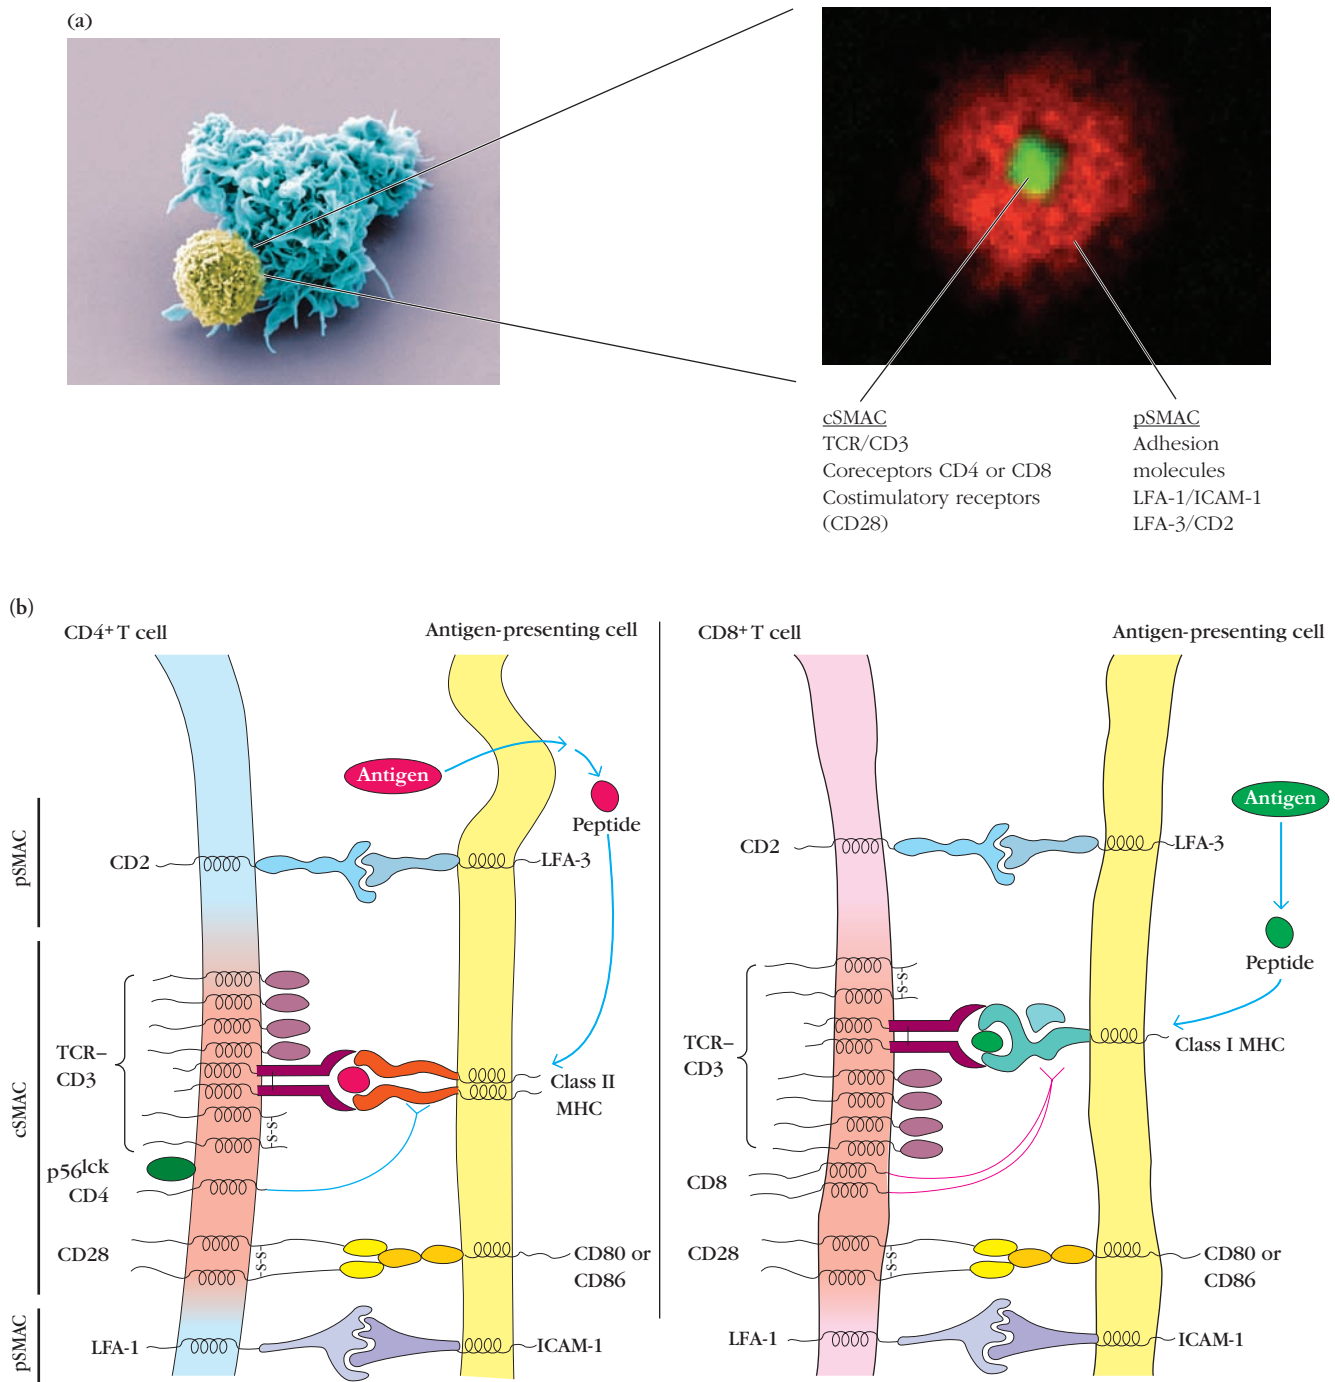 (a)
cSMAC
TCR/CD3
Coreceptors CD4 or CD8
Costimulatory receptors
(CD28)
pSMAC
Adhesion
molecules
LFA-1/ICAM-1
LFA-3/CD2
(b)
CD4+ T cell
Antigen-presenting cell
Antigen
Peptide
pSMAC
CD2
LFA-3
cSMAC
TCR–
CD3
Class II
MHC
-s-s-
p56lck
CD4
CD28
-s-s-
CD80 or
CD86
pSMAC
LFA-1
ICAM-1
CD8+ T cell
Antigen-presenting cell
Antigen
Peptide
CD2
LFA-3
-s-s-
TCR–
CD3
Class I MHC
CD8
CD28
-s-s-
CD80 or
CD86
LFA-1
ICAM-1